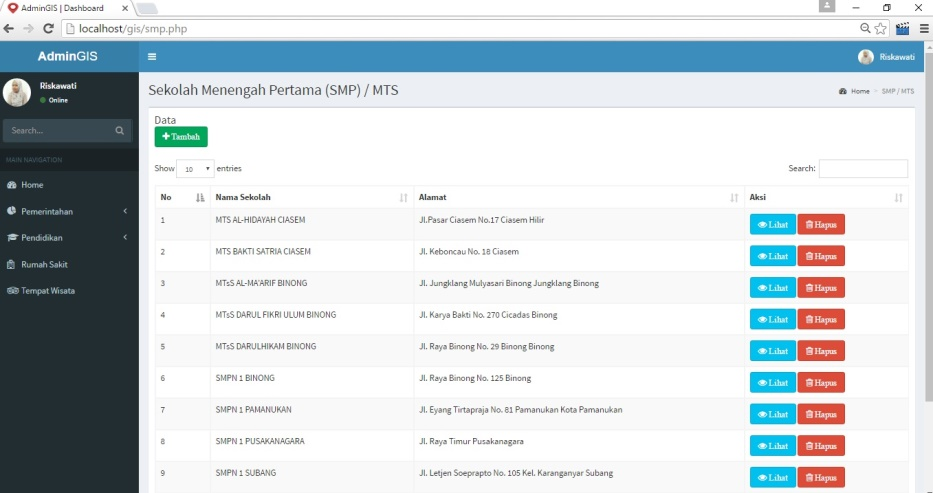 AdminGIS | Dashboard
localhost/gis/smp.php
AdminGIS
Riskawati
Riskawati
Online
Search...
MAIN NAVIGATION
Home
Pemerintahan
Pendidikan
Rumah Sakit
Tempat Wisata
Sekolah Menengah Pertama (SMP) / MTS
Home > SMP / MTS
Data
+Tambah
Show 10 entries
Search:
No Nama Sekolah Alamat Aksi
1 MTS AL-HIDAYAH CIASEM Jl.Pasar Ciasem No.17 Ciasem Hilir Lihat Hapus
2 MTS BAKTI SATRIA CIASEM Jl. Keboncau No. 18 Ciasem Lihat Hapus
3 MTsS AL-MA'ARIF BINONG Jl. Jungklang Mulyasari Binong Jungklang Binong Lihat Hapus
4 MTsS DARUL FIKRI ULUM BINONG Jl. Karya Bakti No. 270 Cicadas Binong Lihat Hapus
5 MTsS DARULHIKAM BINONG Jl. Raya Binong No. 29 Binong Binong Lihat Hapus
6 SMPN 1 BINONG Jl. Raya Binong No. 125 Binong Lihat Hapus
7 SMPN 1 PAMANUKAN Jl. Eyang Tirtapraja No. 81 Pamanukan Kota Pamanukan Lihat Hapus
8 SMPN 1 PUSAKANAGARA Jl. Raya Timur Pusakanagara Lihat Hapus
9 SMPN 1 SUBANG Jl. Letjen Soeprapto No. 105 Kel. Karanganyar Subang Lihat Hapus